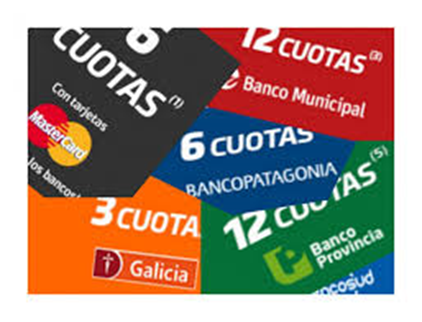 6
CUOTAS (1)
Con tarjetas
MasterCard
los bancos
12 CUOTAS (3)
Banco Municipal
6 CUOTAS
BANCOPATAGONIA
3 CUOTA
Galicia
12 CUOTAS (5)
Banco
Provincia